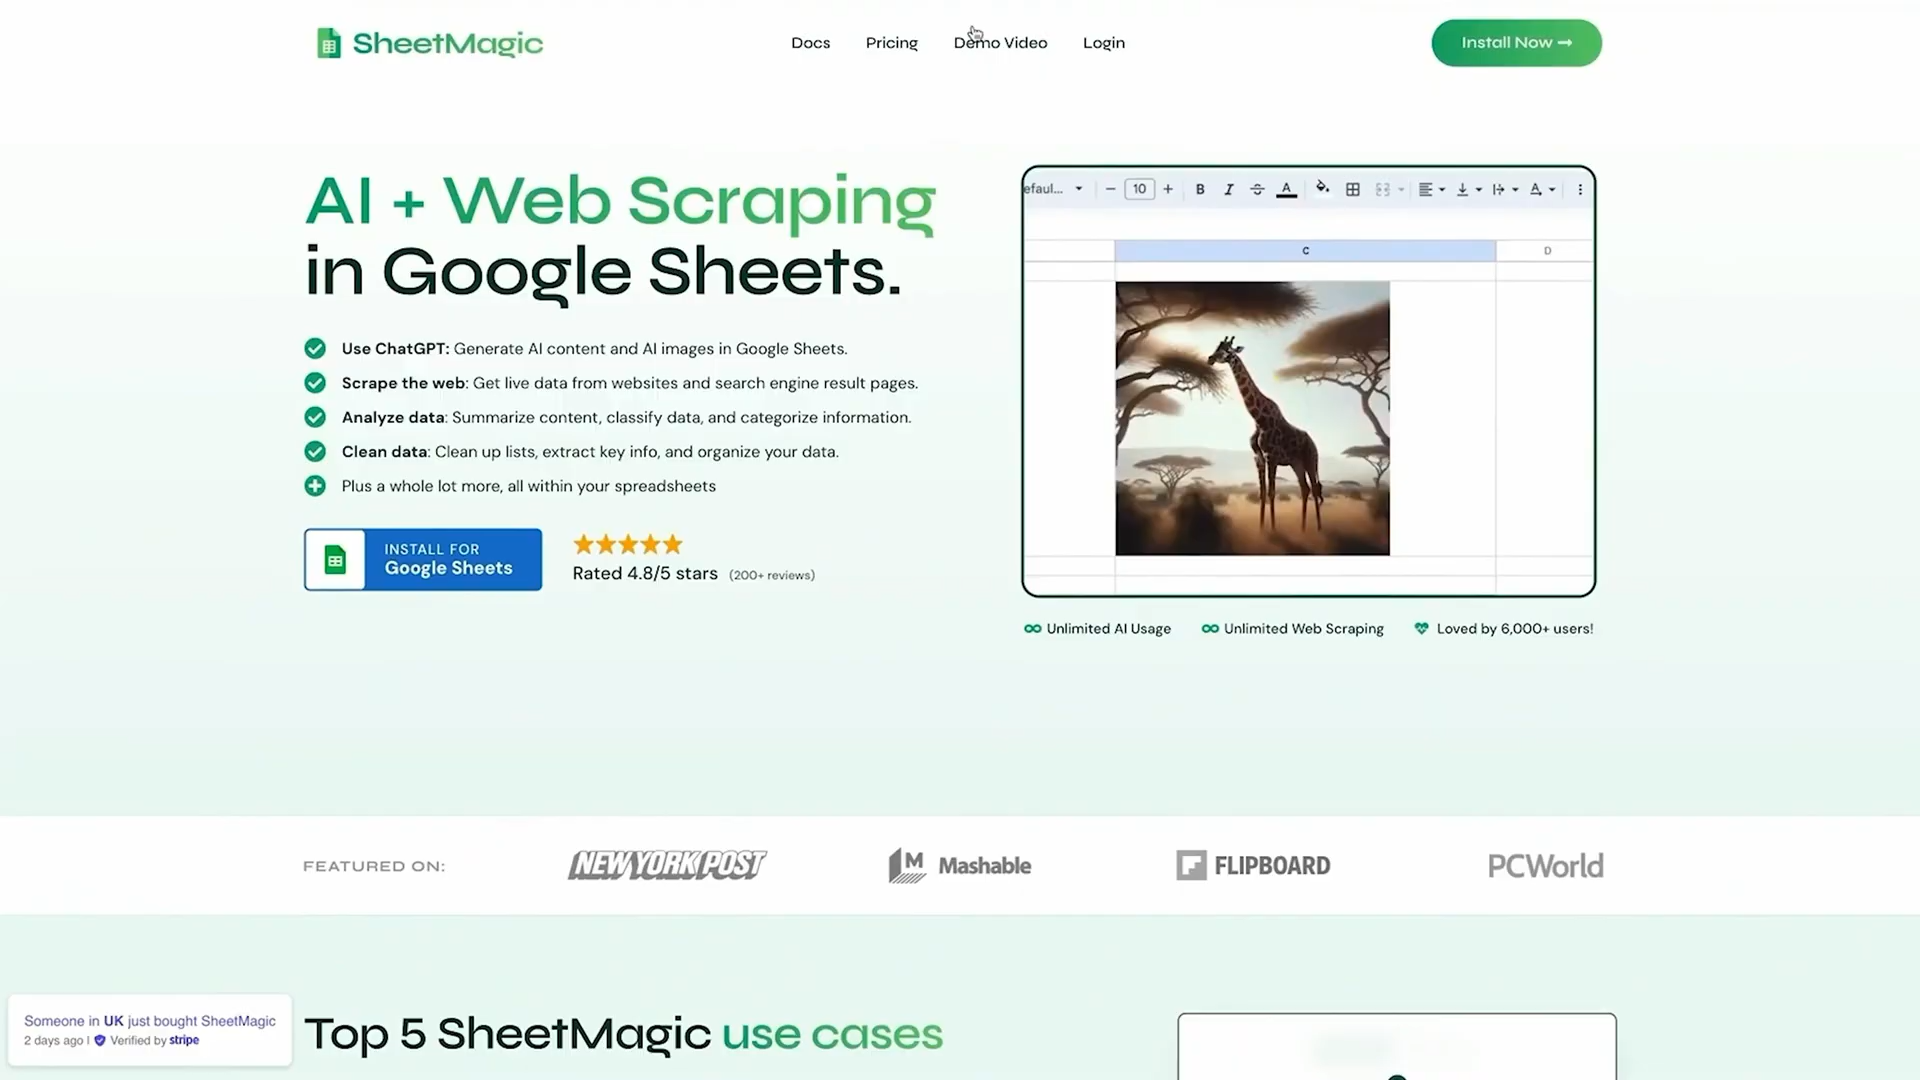 SheetMagic
Docs
Pricing
Demo Video
Login
Install Now →
AI + Web Scraping
in Google Sheets.
Use ChatGPT: Generate AI content and AI images in Google Sheets.
Scrape the web: Get live data from websites and search engine result pages.
Analyze data: Summarize content, classify data, and categorize information.
Clean data: Clean up lists, extract key info, and organize your data.
Plus a whole lot more, all within your spreadsheets
INSTALL FOR
Google Sheets
Rated 4.8/5 stars (200+ reviews)
efaul...
10
B
I
A
C
D
Unlimited AI Usage
Unlimited Web Scraping
Loved by 6,000+ users!
FEATURED ON:
NEW YORK POST
M Mashable
FLIPBOARD
PCWorld
Top 5 SheetMagic use cases
Someone in UK just bought SheetMagic
2 days ago | Verified by stripe